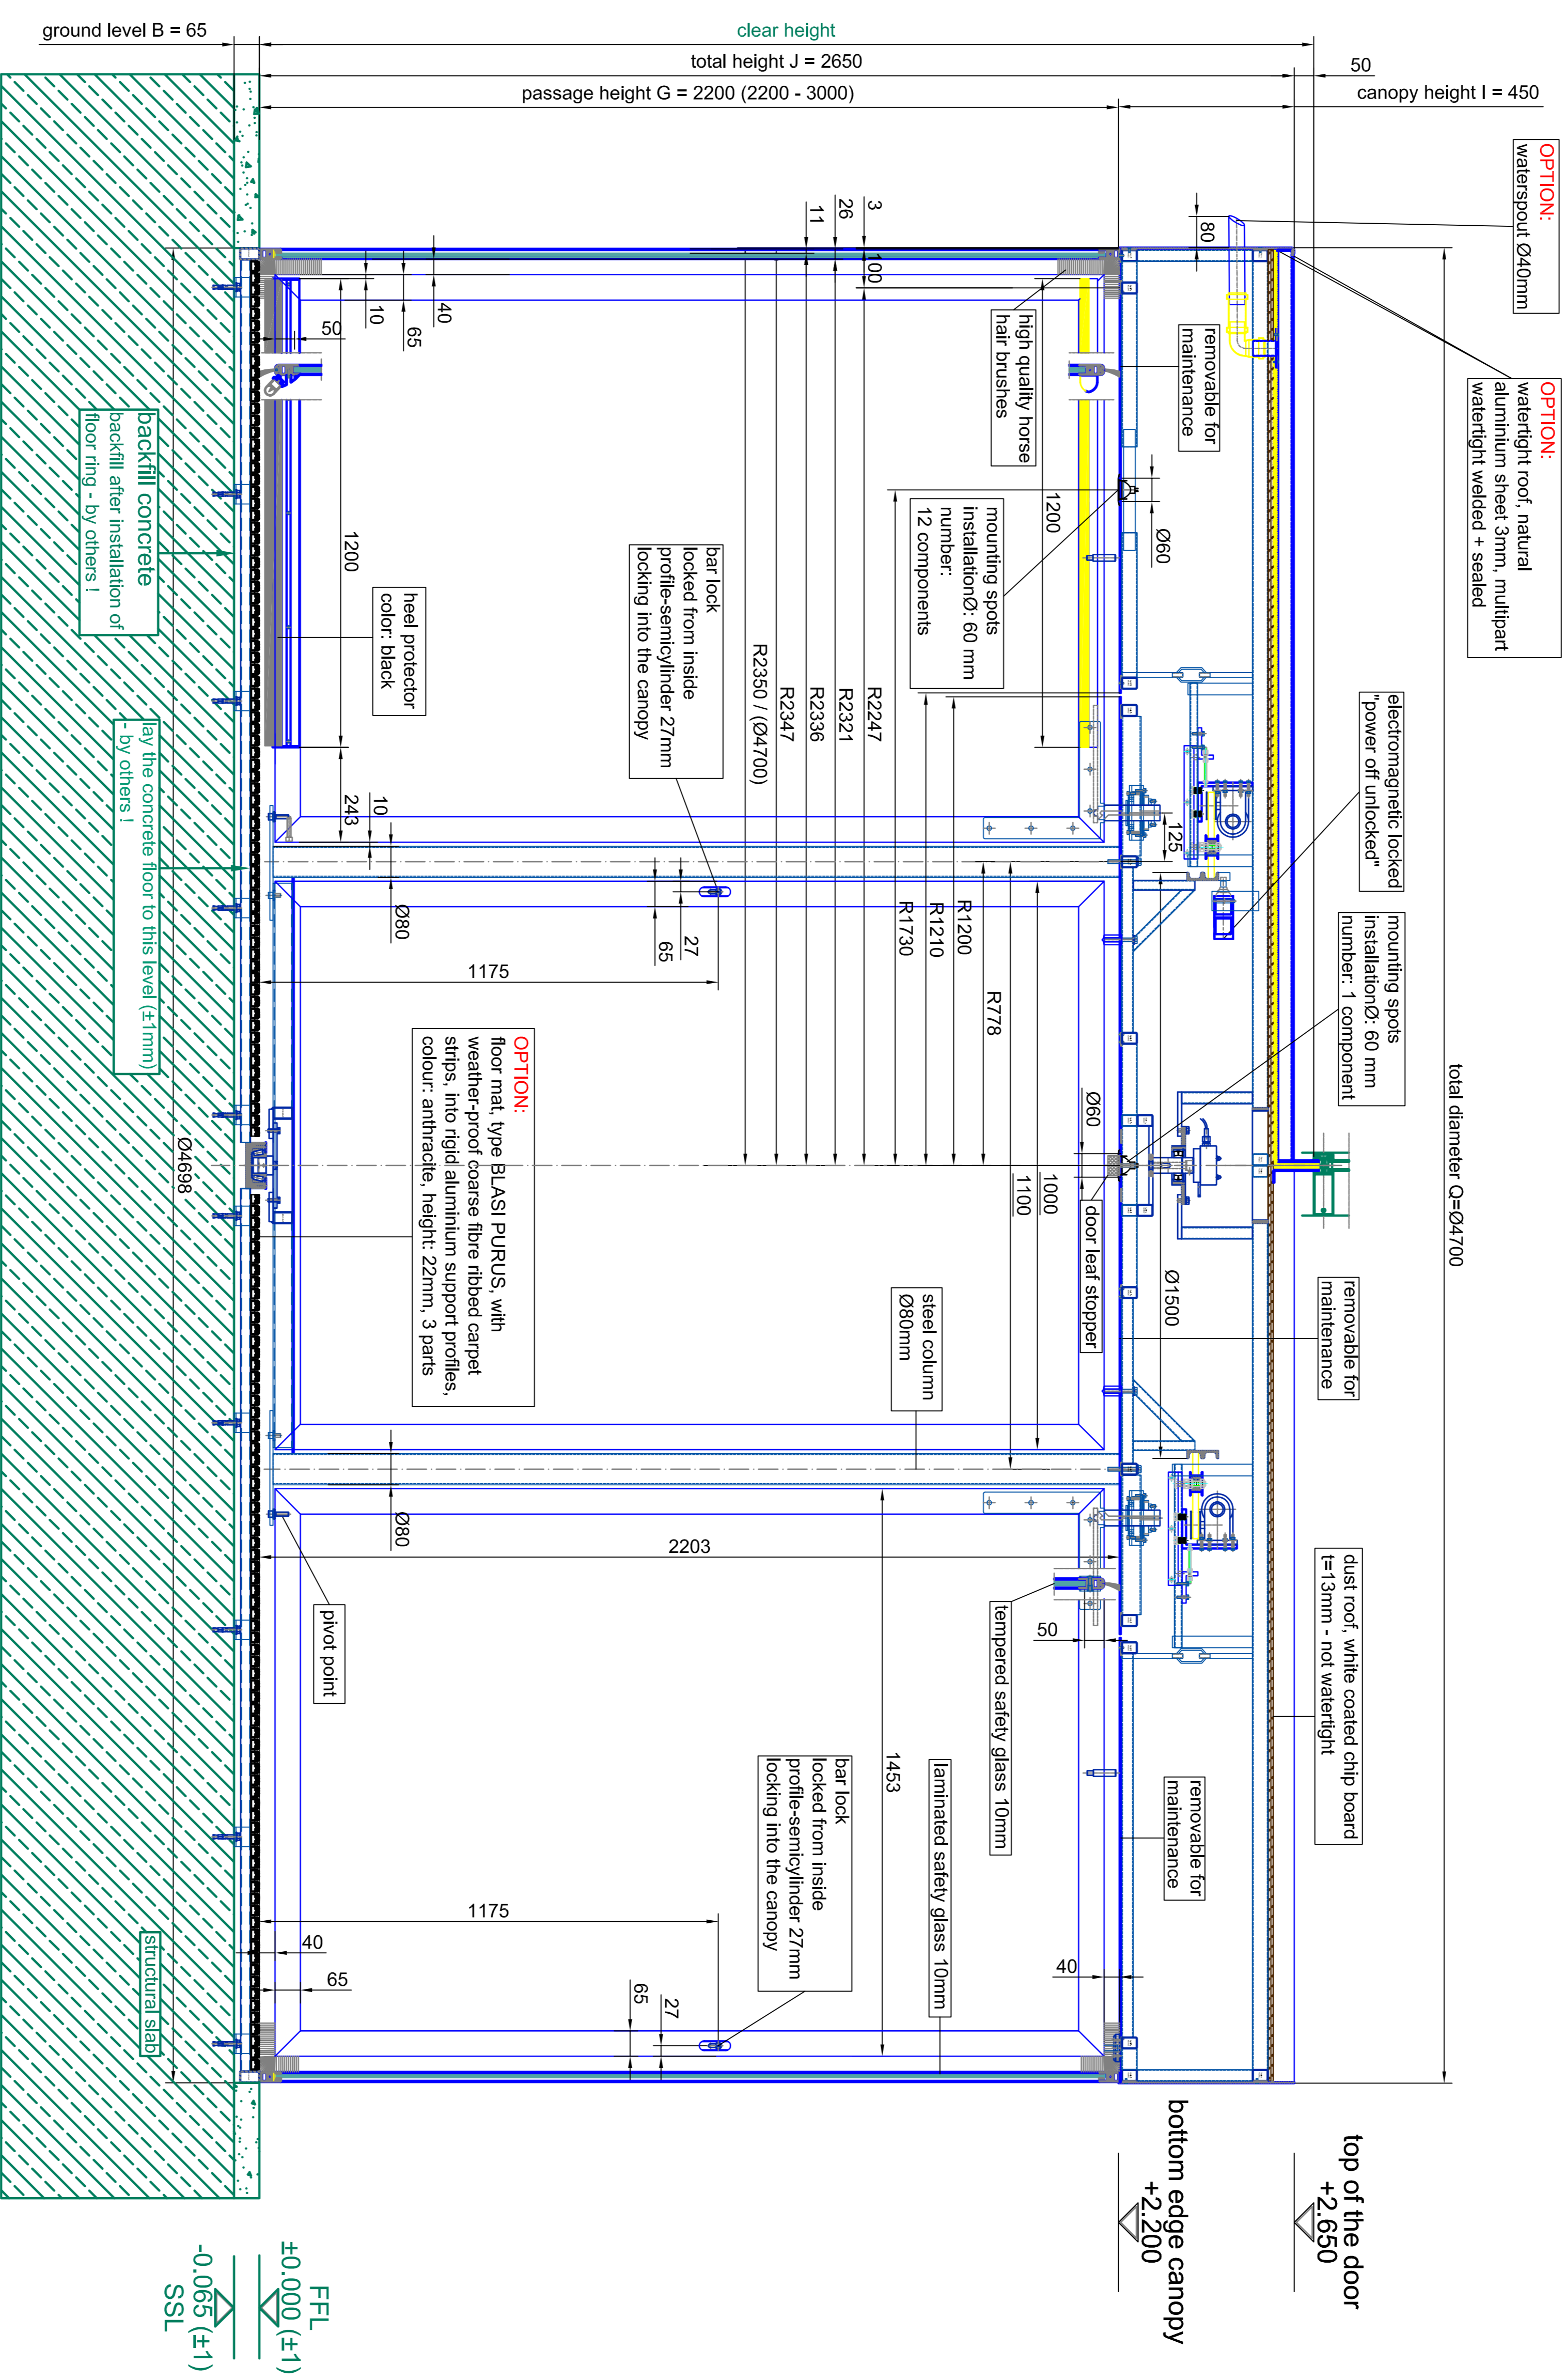 ground level B = 65
clear height
total height J = 2650
50
passage height G = 2200 (2200 - 3000)
canopy height I = 450
OPTION:
waterspout Ø40mm
OPTION:
watertight roof, natural
aluminium sheet 3mm, multipart
watertight welded + sealed
electromagnetic locked
"power off unlocked"
mounting spots
installationØ: 60 mm
number: 1 component
total diameter Q=Ø4700
removable for
maintenance
dust roof, white coated chip board
t=13mm - not watertight
top of the door
+2.650
bottom edge canopy
+2.200
80
removable for
maintenance
Ø60
125
Ø1500
removable for
maintenance
3
26
11
100
high quality horse
hair brushes
1200
mounting spots
installationØ: 60 mm
number:
12 components
Ø60
door leaf stopper
1000
1100
R778
R1200
R1210
R1730
R2247
R2321
R2336
R2347
R2350 / (Ø4700)
steel column
Ø80mm
tempered safety glass 10mm
50
laminated safety glass 10mm
1453
40
bar lock
locked from inside
profile-semicylinder 27mm
locking into the canopy
27
65
1175
bar lock
locked from inside
profile-semicylinder 27mm
locking into the canopy
27
65
1175
2203
40
65
10
50
1200
243
10
Ø80
Ø80
heel protector
color: black
OPTION:
floor mat, type BLASI PURUS, with
weather-proof coarse fibre ribbed carpet
strips, into rigid aluminium support profiles,
colour: anthracite, height: 22mm, 3 parts
pivot point
40
65
Ø4698
backfill concrete
backfill after installation of
floor ring - by others !
lay the concrete floor to this level (±1mm)
- by others !
structural slab
FFL
±0.000 (±1)
-0.065 (±1)
SSL